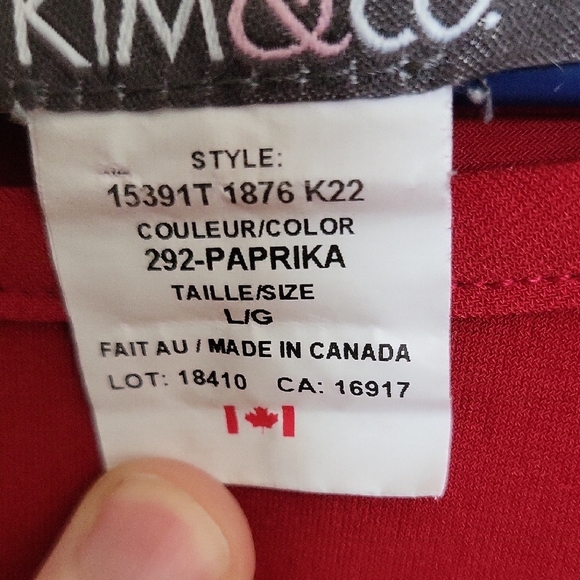 KIM&CO.
STYLE:
15391T 1876 K22
COULEUR/COLOR
292-PAPRIKA
TAILLE/SIZE
L/G
FAIT AU / MADE IN CANADA
LOT: 18410 CA: 16917